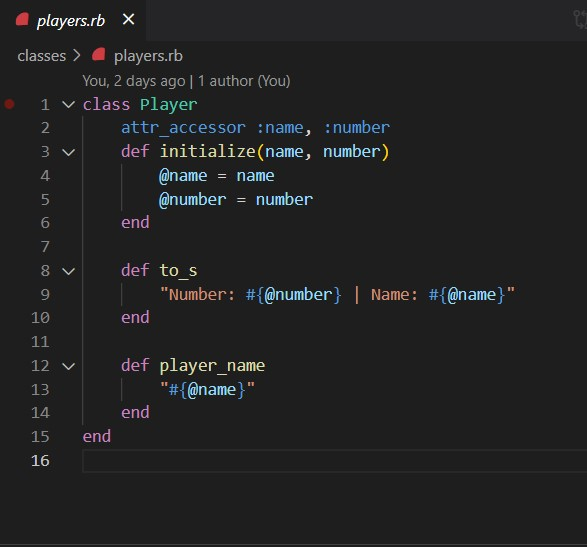 players.rb
classes > players.rb
You, 2 days ago | 1 author (You)
1 class Player
2     attr_accessor :name, :number
3     def initialize(name, number)
4         @name = name
5         @number = number
6     end
7
8     def to_s
9         "Number: #{@number} | Name: #{@name}"
10     end
11
12     def player_name
13         "#{@name}"
14     end
15 end
16